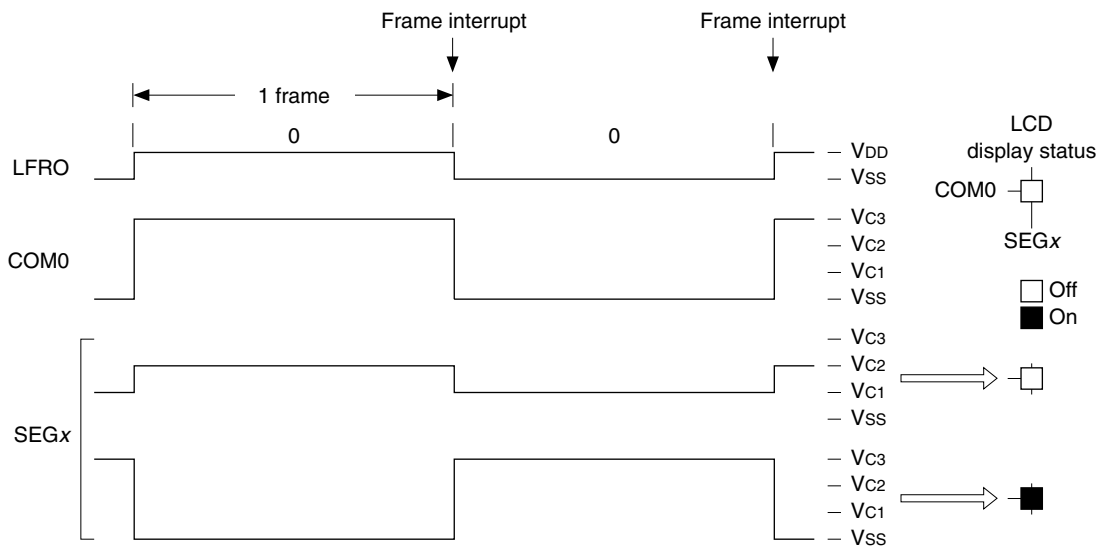 Frame interrupt Frame interrupt
1 frame
0 0
LCD
display status
LFRO
VDD
VSS
COM0
SEGx
COM0
VC3
VC2
VC1
VSS
Off
On
SEGx
VC3
VC2
VC1
VSS
VC3
VC2
VC1
VSS